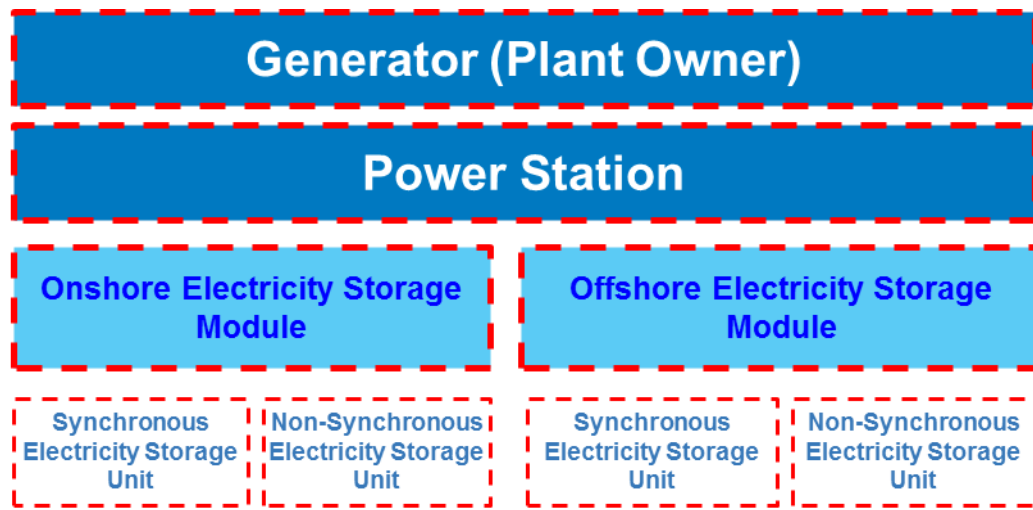 Generator (Plant Owner)
Power Station
Onshore Electricity Storage
Module
Offshore Electricity Storage
Module
Synchronous
Electricity Storage
Unit
Non-Synchronous
Electricity Storage
Unit
Synchronous
Electricity Storage
Unit
Non-Synchronous
Electricity Storage
Unit